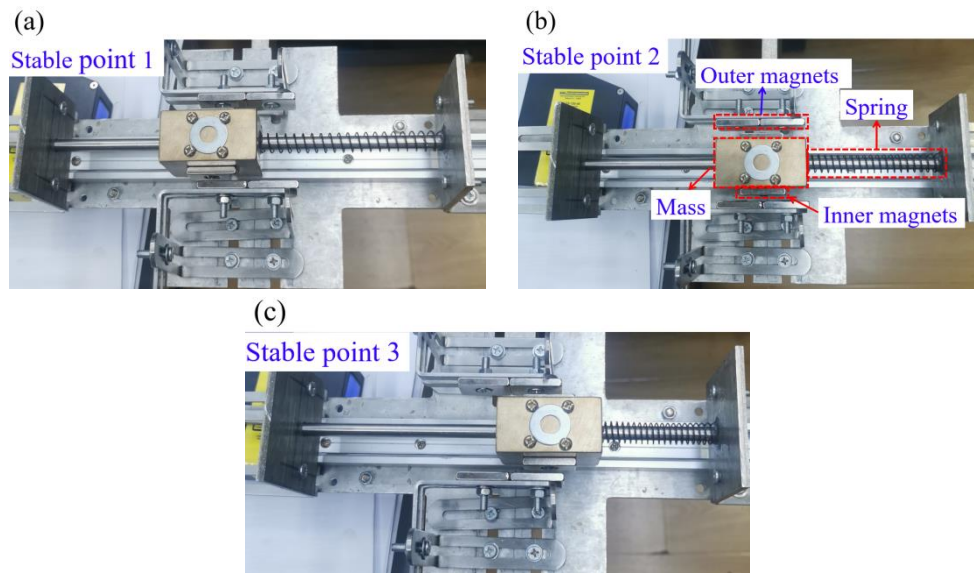 (a)
Stable point 1
(b)
Stable point 2
Outer magnets
Spring
Mass
Inner magnets
(c)
Stable point 3